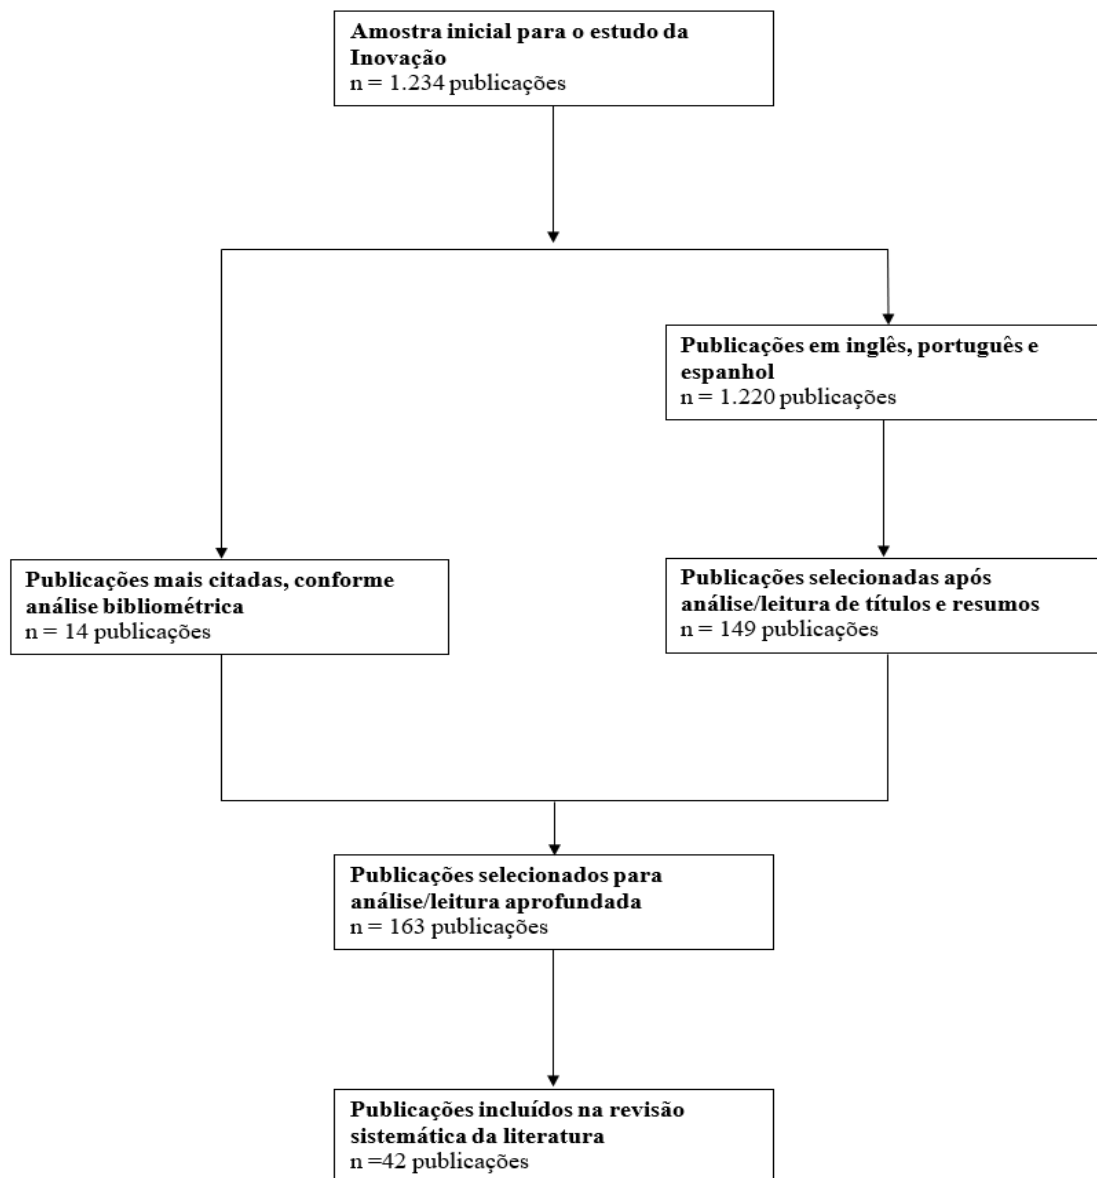 Amostra inicial para o estudo da
Inovação
n = 1.234 publicações
Publicações em inglês, português e
espanhol
n = 1.220 publicações
Publicações mais citadas, conforme
análise bibliométrica
n = 14 publicações
Publicações selecionadas após
análise/leitura de títulos e resumos
n = 149 publicações
Publicações selecionados para
análise/leitura aprofundada
n = 163 publicações
Publicações incluídos na revisão
sistemática da literatura
n =42 publicações